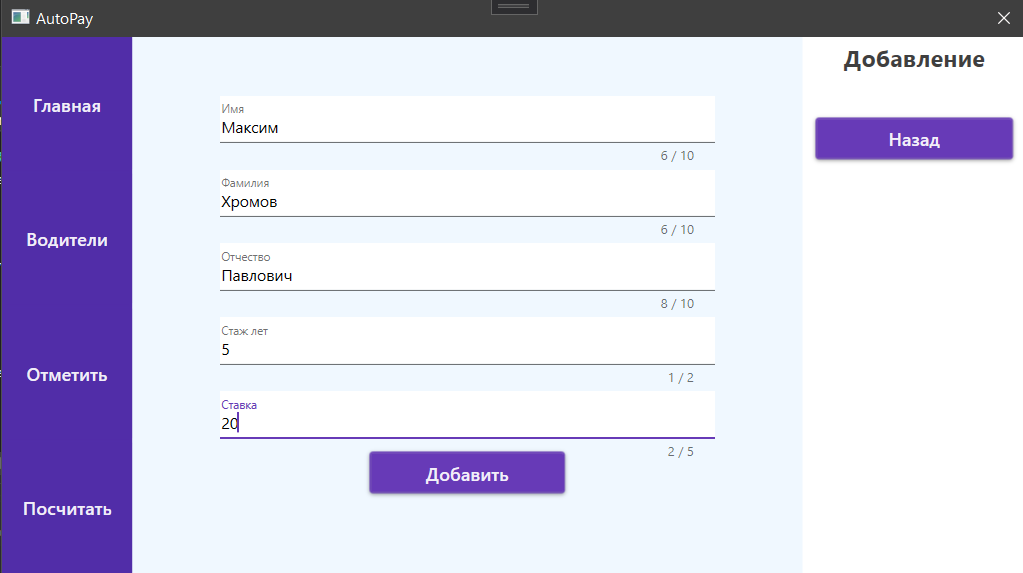 AutoPay
Главная
Водители
Отметить
Посчитать
Имя
Максим
6 / 10
Фамилия
Хромов
6 / 10
Отчество
Павлович
8 / 10
Стаж лет
5
1 / 2
Ставка
20
2 / 5
Добавить
Добавление
Назад